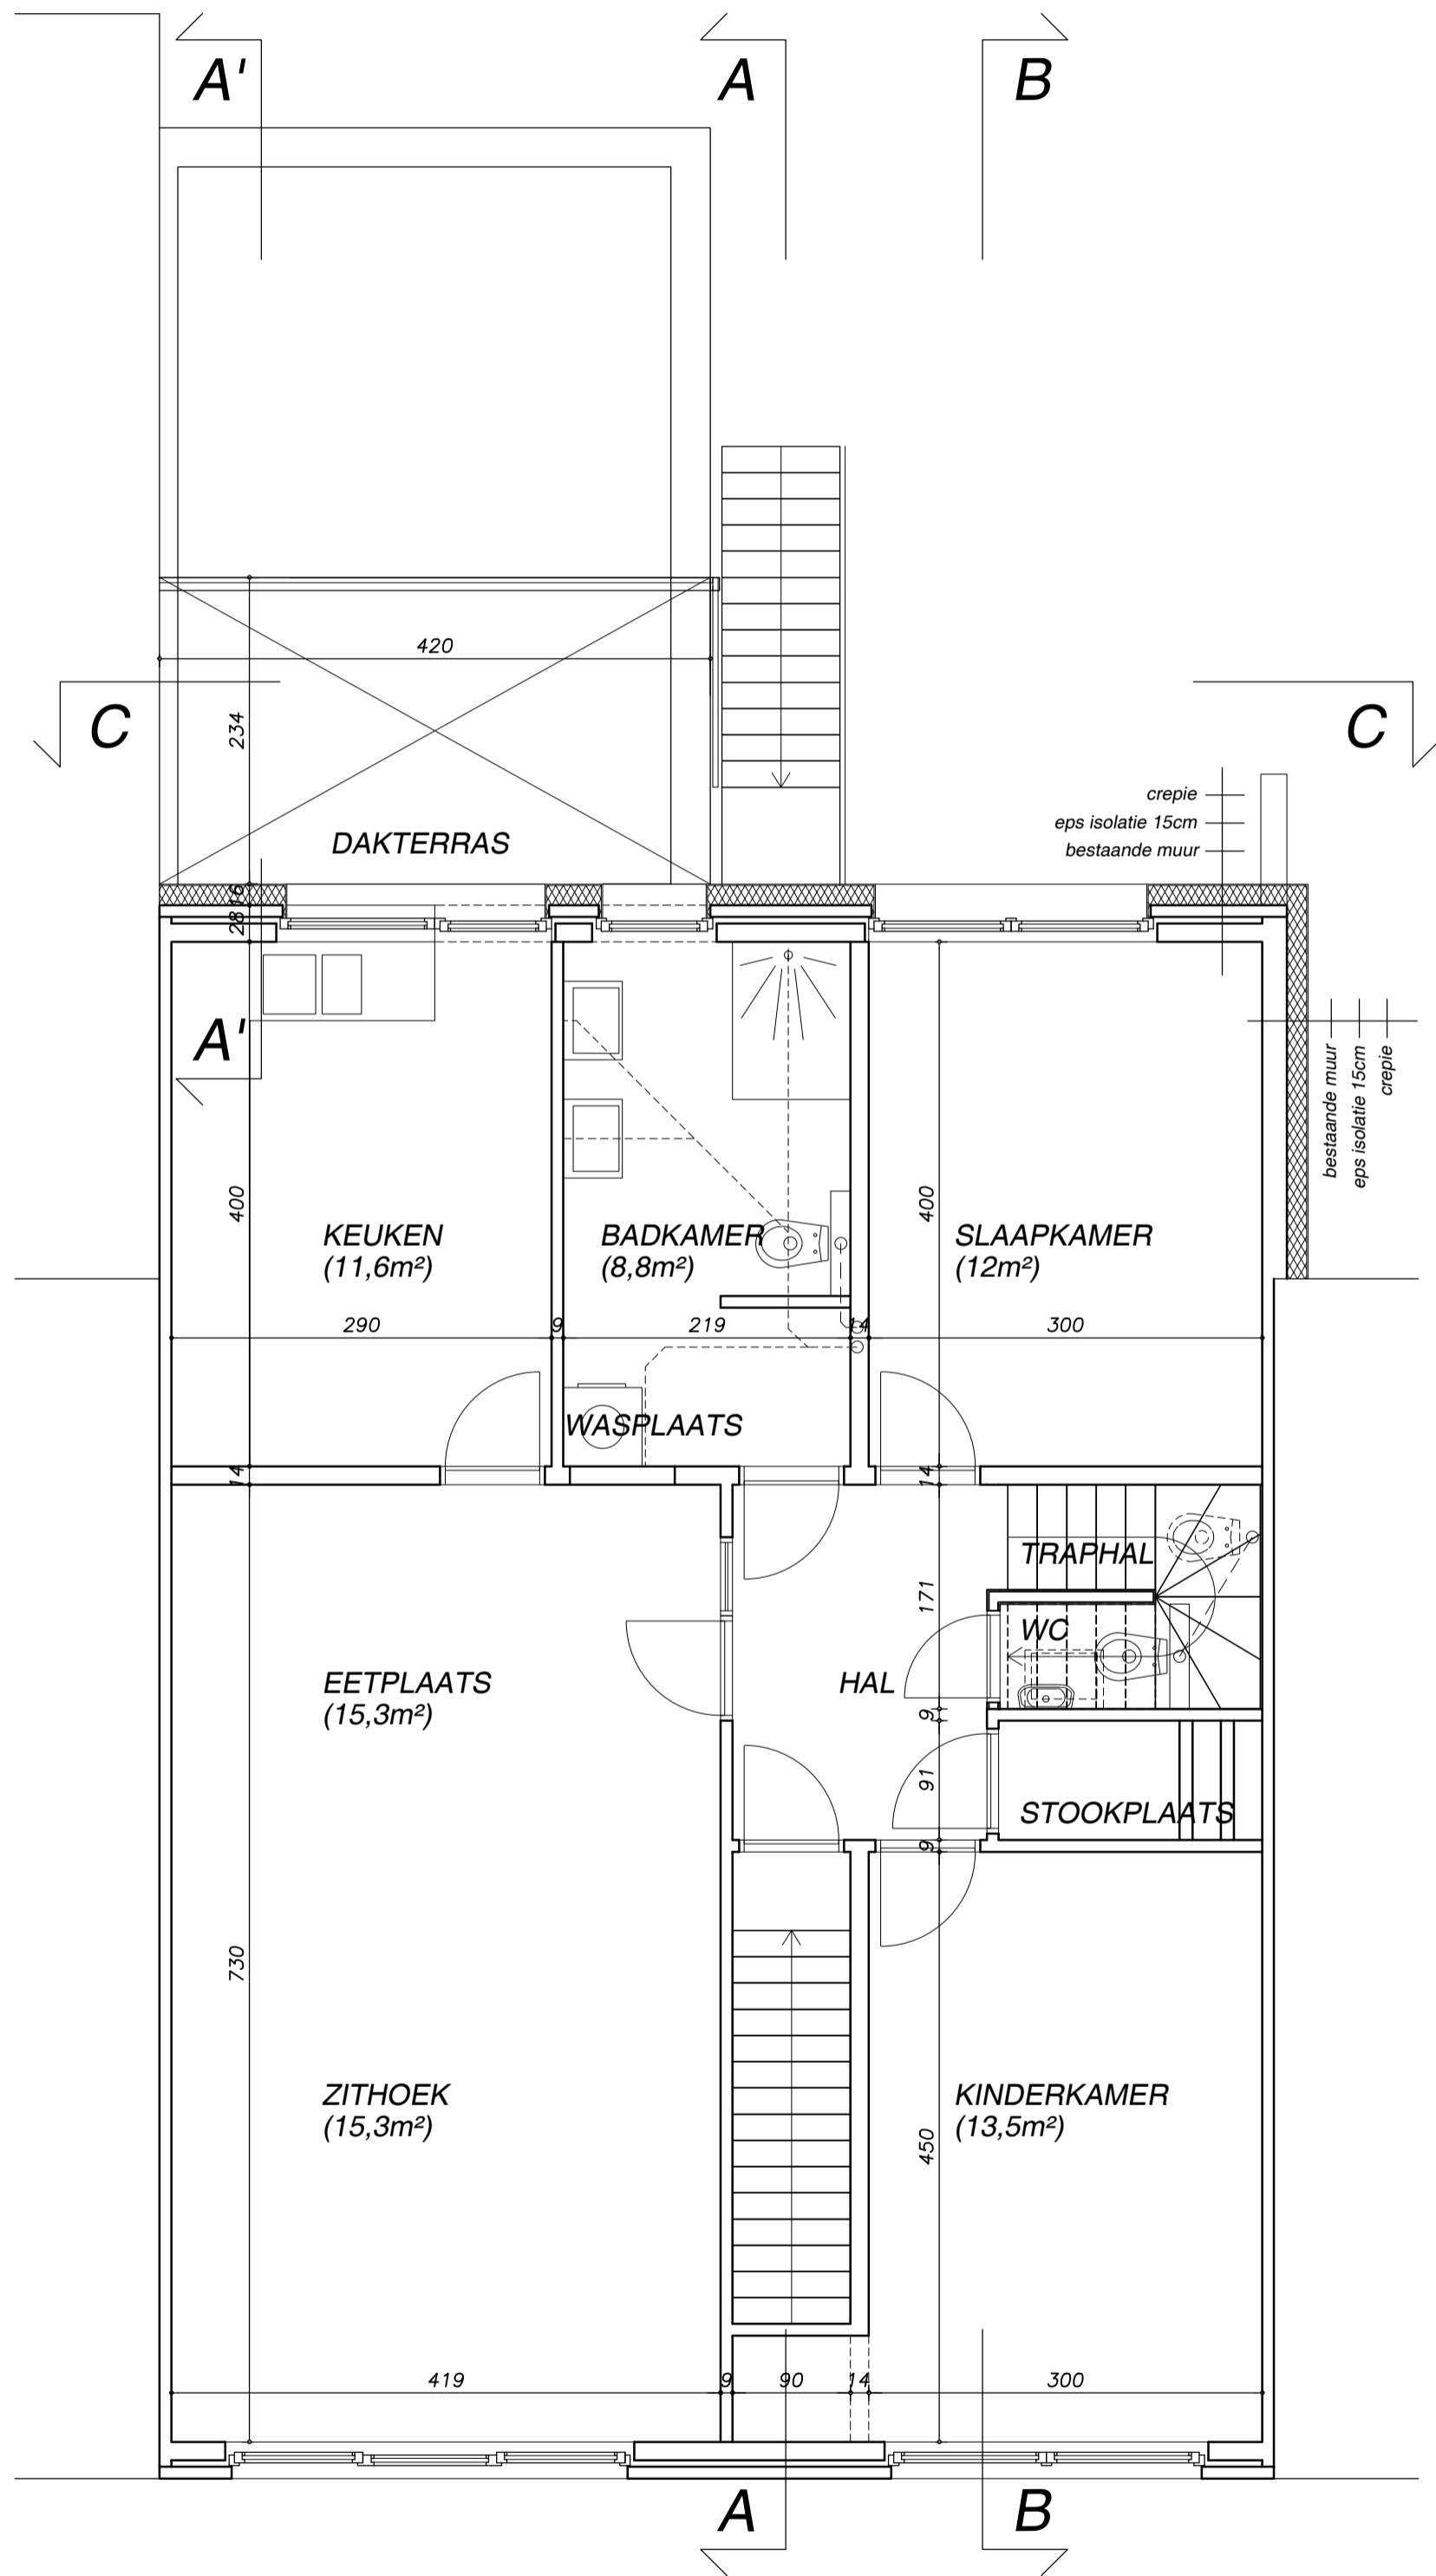 A'
A
B
420
C
234
C
crepie
eps isolatie 15cm
bestaande muur
DAKTERRAS
16
28
A'
bestaande muur
eps isolatie 15cm
crepie
400
400
KEUKEN
(11,6m²)
BADKAMER
(8,8m²)
SLAAPKAMER
(12m²)
290
9
219
14
300
WASPLAATS
14
14
TRAPHAL
171
WC
EETPLAATS
(15,3m²)
HAL
9
91
STOOKPLAATS
9
730
ZITHOEK
(15,3m²)
KINDERKAMER
(13,5m²)
450
419
9
90
14
300
A
B